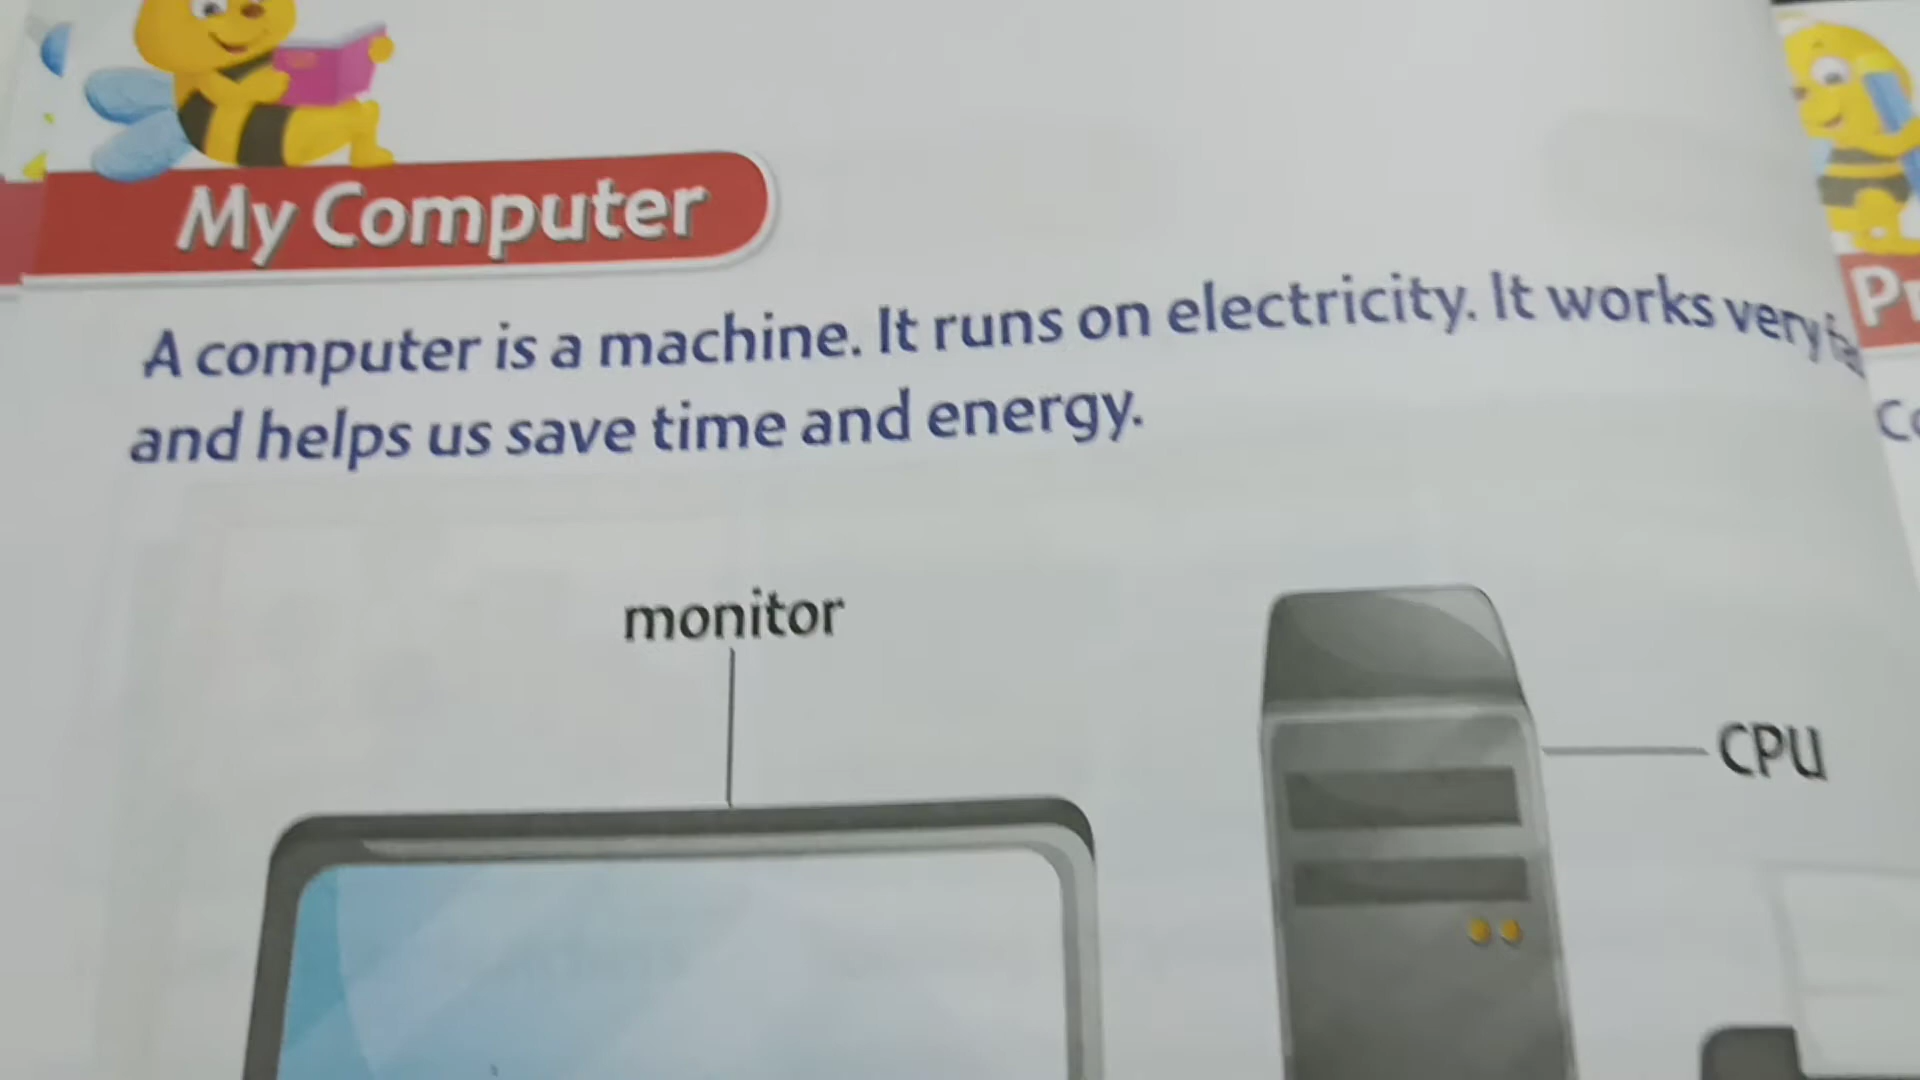 My Computer
A computer is a machine. It runs on electricity. It works very
and helps us save time and energy.
monitor
CPU